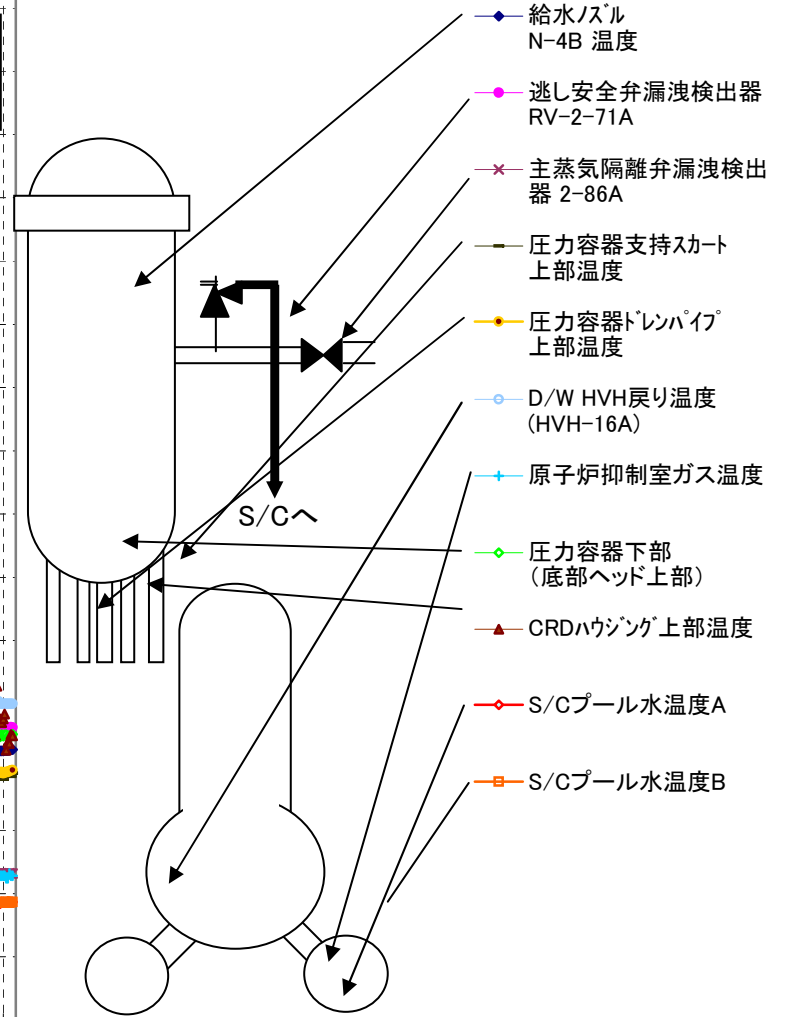 給水ノズル
N-4B 温度
逃し安全弁漏洩検出器
RV-2-71A
主蒸気隔離弁漏洩検出
器 2-86A
圧力容器支持スカート
上部温度
圧力容器ドレンパイプ
上部温度
D/W HVH戻り温度
(HVH-16A)
原子炉抑制室ガス温度
S/Cへ
圧力容器下部
（底部ヘッド上部）
CRDハウジング上部温度
S/Cプール水温度A
S/Cプール水温度B